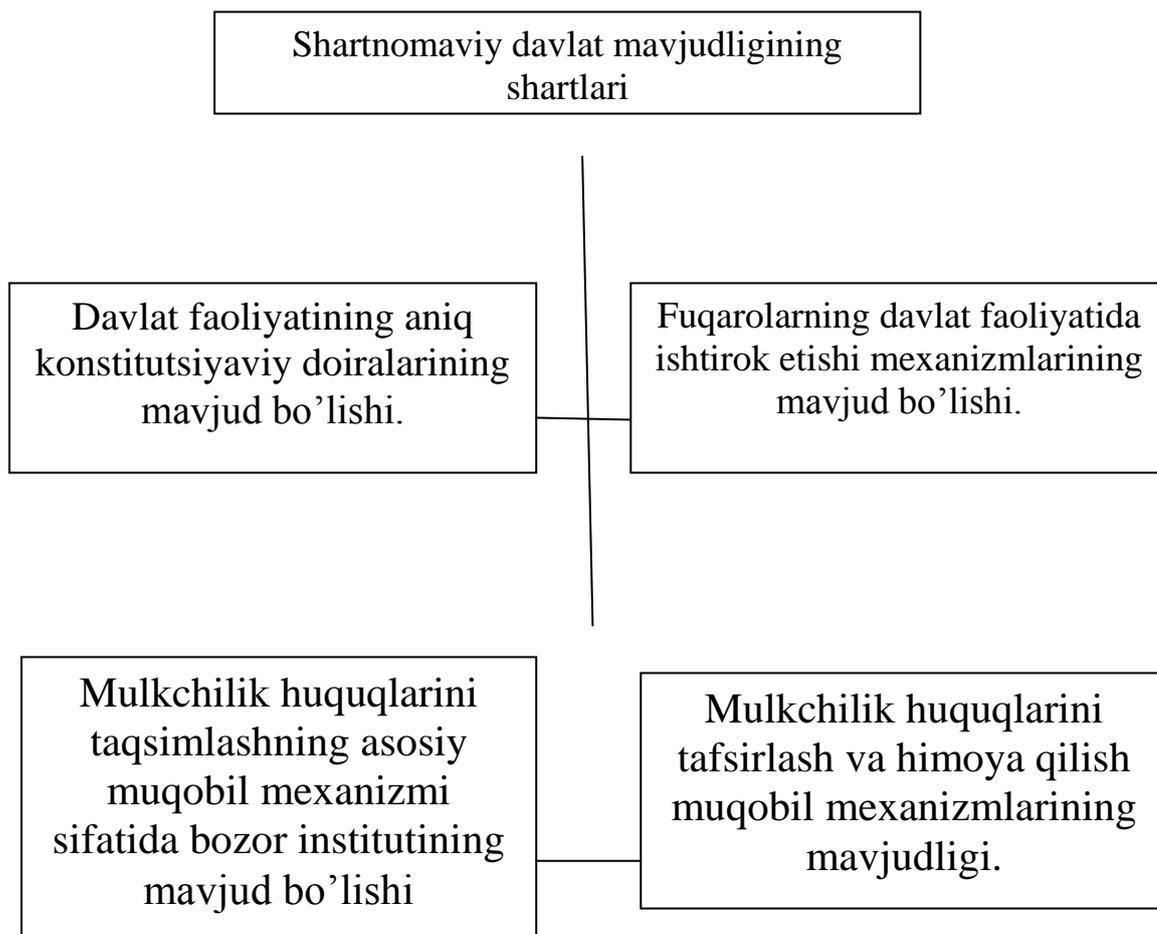 Shartnomaviy davlat mavjudligining
shartlari
Davlat faoliyatining aniq
konstitutsiyaviy doiralarining
mavjud bo’lishi.
Fuqarolarning davlat faoliyatida
ishtirok etishi mexanizmlarining
mavjud bo’lishi.
Mulkchilik huquqlarini
taqsimlashning asosiy
muqobil mexanizmi
sifatida bozor institutining
mavjud bo’lishi
Mulkchilik huquqlarini
tafsirlash va himoya qilish
muqobil mexanizmlarining
mavjudligi.